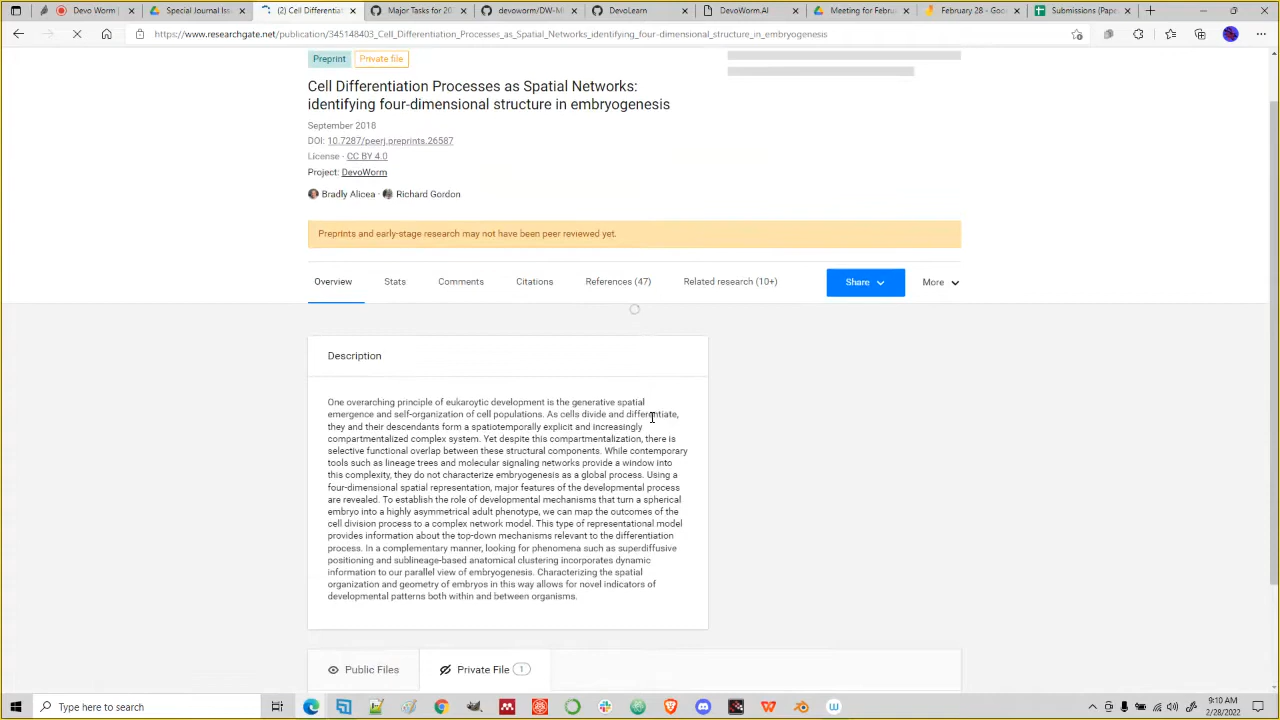 Devo Worm |
Special Journal Issu
(2) Cell Differentiati
Major Tasks for 20
devoworm/DW-M
DevoLearn
DevoWorm.AI
Meeting for Februa
February 28 - Goo
Submissions (Pape
https://www.researchgate.net/publication/345148403_Cell_Differentiation_Processes_as_Spatial_Networks_identifying_four-dimensional_structure_in_embryogenesis
Preprint Private file
Cell Differentiation Processes as Spatial Networks:
identifying four-dimensional structure in embryogenesis
September 2018
DOI: 10.7287/peerj.preprints.26587
License · CC BY 4.0
Project: DevoWorm
Bradly Alicea · Richard Gordon
Preprints and early-stage research may not have been peer reviewed yet.
Overview Stats Comments Citations References (47) Related research (10+) Share More
Description
One overarching principle of eukaroytic development is the generative spatial
emergence and self-organization of cell populations. As cells divide and differentiate,
they and their descendants form a spatiotemporally explicit and increasingly
compartmentalized complex system. Yet despite this compartmentalization, there is
selective functional overlap between these structural components. While contemporary
tools such as lineage trees and molecular signaling networks provide a window into
this complexity, they do not characterize embryogenesis as a global process. Using a
four-dimensional spatial representation, major features of the developmental process
are revealed. To establish the role of developmental mechanisms that turn a spherical
embryo into a highly asymmetrical adult phenotype, we can map the outcomes of the
cell division process to a complex network model. This type of representational model
provides information about the top-down mechanisms relevant to the differentiation
process. In a complementary manner, looking for phenomena such as superdiffusive
positioning and sublineage-based anatomical clustering incorporates dynamic
information to our parallel view of embryogenesis. Characterizing the spatial
organization and geometry of embryos in this way allows for novel indicators of
developmental patterns both within and between organisms.
Public Files Private File 1
Type here to search
9:10 AM
2/28/2022